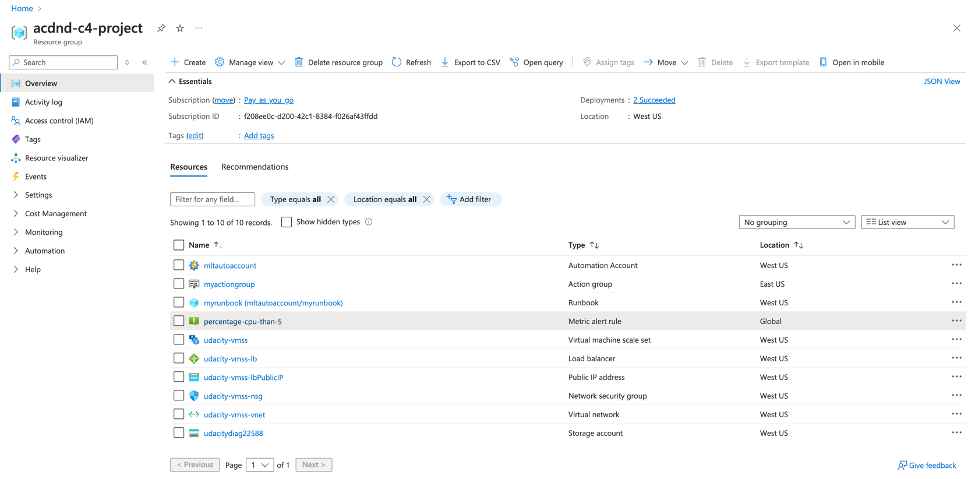 Home
acdnd-c4-project
Resource group
Search
Overview
Activity log
Access control (IAM)
Tags
Resource visualizer
Events
Settings
Cost Management
Monitoring
Automation
Help
Create Manage view Delete resource group Refresh Export to CSV Open query Assign tags Move Delete Export template Open in mobile
Essentials JSON View
Subscription (move) : Pay_as_you_go Deployments : 2 Succeeded
Subscription ID : f208ee0c-d200-42c1-8384-f026af43ffdd Location : West US
Tags (edit) : Add tags
Resources Recommendations
Filter for any field... Type equals all Location equals all Add filter
Showing 1 to 10 of 10 records. Show hidden types No grouping List view
Name Type Location
mltautoaccount Automation Account West US
myactiongroup Action group East US
myrunbook (mltautoaccount/myrunbook) Runbook West US
percentage-cpu-than-5 Metric alert rule Global
udacity-vmss Virtual machine scale set West US
udacity-vmss-lb Load balancer West US
udacity-vmss-lbPublicIP Public IP address West US
udacity-vmss-nsg Network security group West US
udacity-vmss-vnet Virtual network West US
udacitydiag22588 Storage account West US
< Previous Page 1 of 1 Next > Give feedback